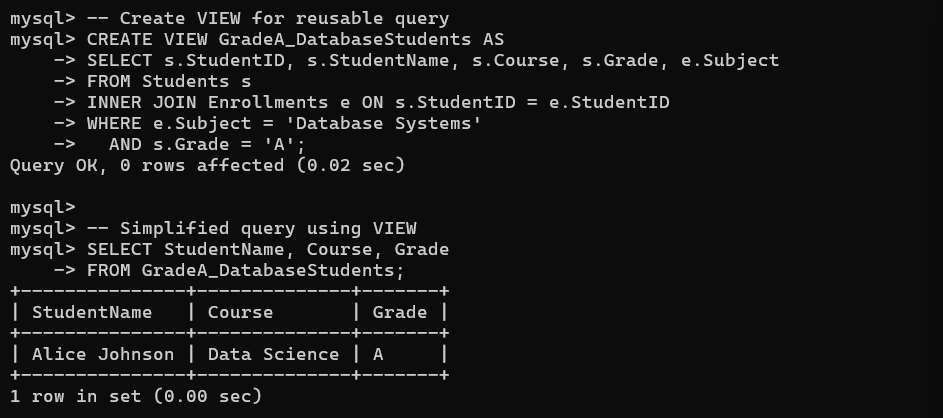 mysql> -- Create VIEW for reusable query
mysql> CREATE VIEW GradeA_DatabaseStudents AS
    -> SELECT s.StudentID, s.StudentName, s.Course, s.Grade, e.Subject
    -> FROM Students s
    -> INNER JOIN Enrollments e ON s.StudentID = e.StudentID
    -> WHERE e.Subject = 'Database Systems'
    ->   AND s.Grade = 'A';
Query OK, 0 rows affected (0.02 sec)

mysql>
mysql> -- Simplified query using VIEW
mysql> SELECT StudentName, Course, Grade
    -> FROM GradeA_DatabaseStudents;
+---------------+--------------+-------+
| StudentName   | Course       | Grade |
+---------------+--------------+-------+
| Alice Johnson | Data Science | A     |
+---------------+--------------+-------+
1 row in set (0.00 sec)